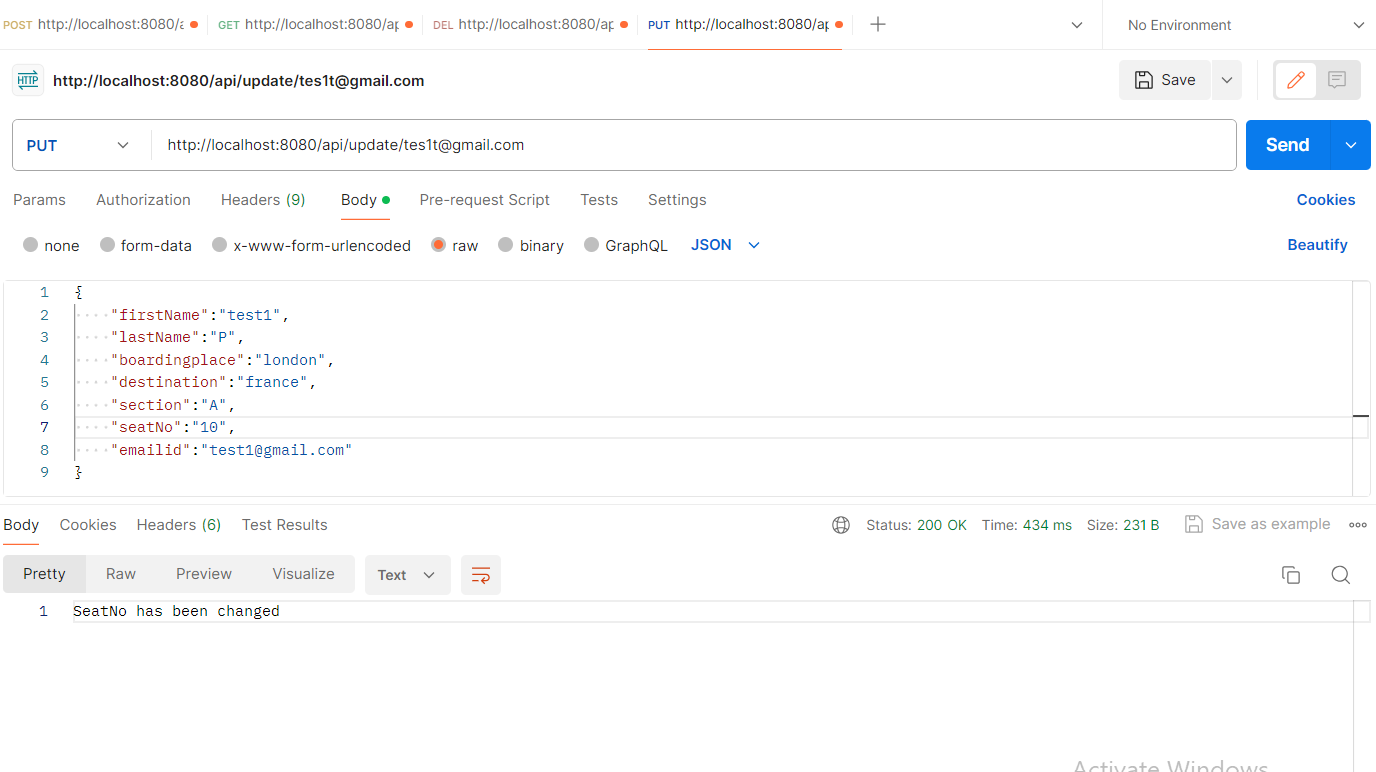 POST http://localhost:8080/a GET http://localhost:8080/ap DEL http://localhost:8080/ap PUT http://localhost:8080/ap No Environment
HTTP http://localhost:8080/api/update/tes1t@gmail.com Save
PUT http://localhost:8080/api/update/tes1t@gmail.com Send
Params Authorization Headers (9) Body Pre-request Script Tests Settings Cookies
none form-data x-www-form-urlencoded raw binary GraphQL JSON Beautify
1 {
2 "firstName":"test1",
3 "lastName":"P",
4 "boardingplace":"london",
5 "destination":"france",
6 "section":"A",
7 "seatNo":"10",
8 "emailid":"test1@gmail.com"
9 }
Body Cookies Headers (6) Test Results Status: 200 OK Time: 434 ms Size: 231 B Save as example
Pretty Raw Preview Visualize Text
1 SeatNo has been changed
Activate Windows